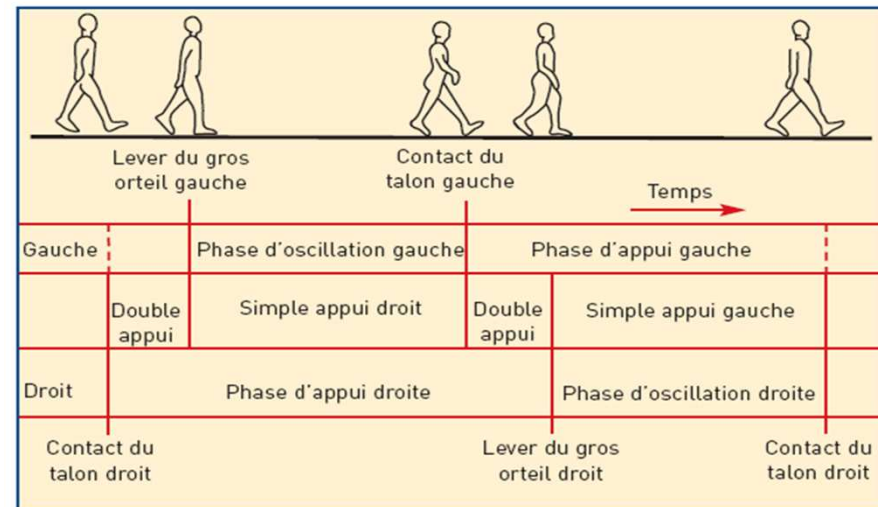 Lever du gros
orteil gauche
Contact du
talon gauche
Temps
Gauche
Phase d'oscillation gauche
Phase d'appui gauche
Double
appui
Simple appui droit
Double
appui
Simple appui gauche
Droit
Phase d'appui droite
Phase d'oscillation droite
Contact du
talon droit
Lever du gros
orteil droit
Contact du
talon droit